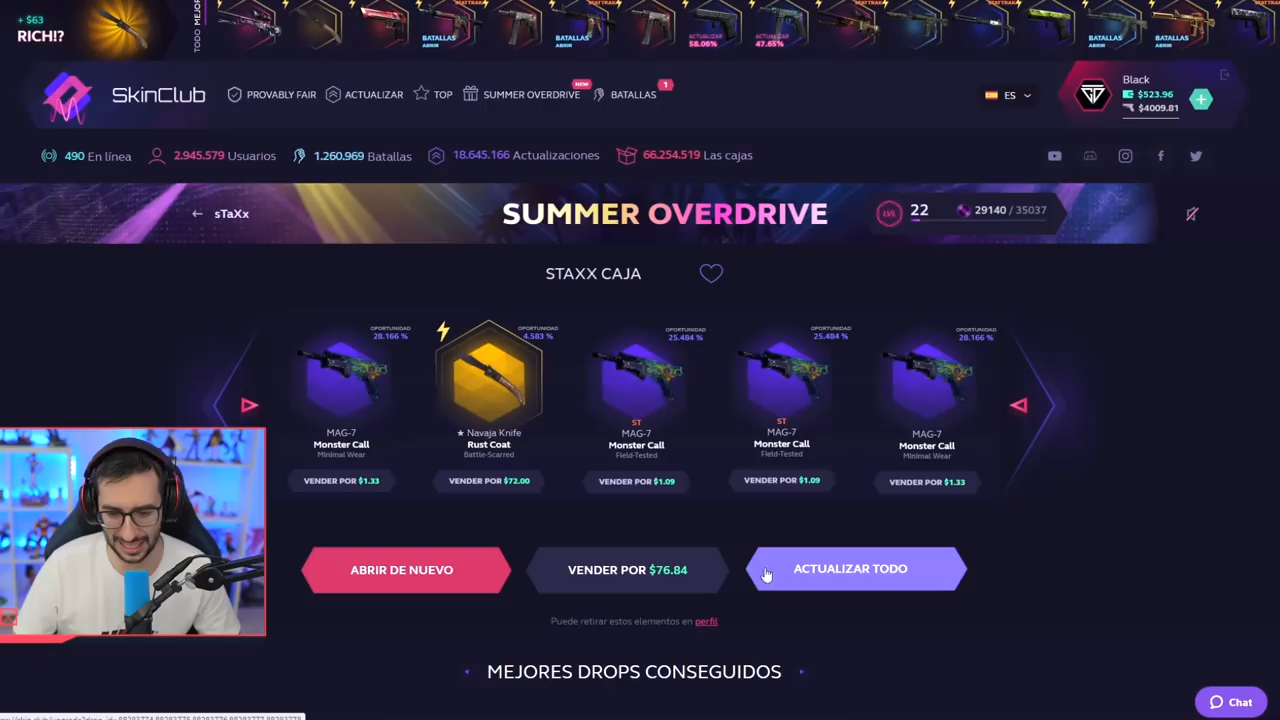 + $63
RICH!?
TODO
MEJO
BATALLAS
ABRIR
BATALLAS
ABRIR
ACTUALIZAR
58.06%
ACTUALIZAR
47.65%
BATALLAS
ABRIR
BATALLAS
ABRIR
SkinClub
PROVABLY FAIR
ACTUALIZAR
TOP
SUMMER OVERDRIVE
NEW
BATALLAS
1
ES
Black
$523.96
$4009.81
490 En línea
2.945.579 Usuarios
1.260.969 Batallas
18.645.166 Actualizaciones
66.254.519 Las cajas
sTaXx
SUMMER OVERDRIVE
LVL
22
29140 / 35037
STAXX CAJA
OPORTUNIDAD
28.166 %
MAG-7
Monster Call
Minimal Wear
VENDER POR $1.33
OPORTUNIDAD
4.583 %
★ Navaja Knife
Rust Coat
Battle-Scarred
VENDER POR $72.00
OPORTUNIDAD
25.484 %
ST
MAG-7
Monster Call
Field-Tested
VENDER POR $1.09
OPORTUNIDAD
25.484 %
ST
MAG-7
Monster Call
Field-Tested
VENDER POR $1.09
OPORTUNIDAD
28.166 %
MAG-7
Monster Call
Minimal Wear
VENDER POR $1.33
ABRIR DE NUEVO
VENDER POR $76.84
ACTUALIZAR TODO
Puede retirar estos elementos en perfil
MEJORES DROPS CONSEGUIDOS
Chat